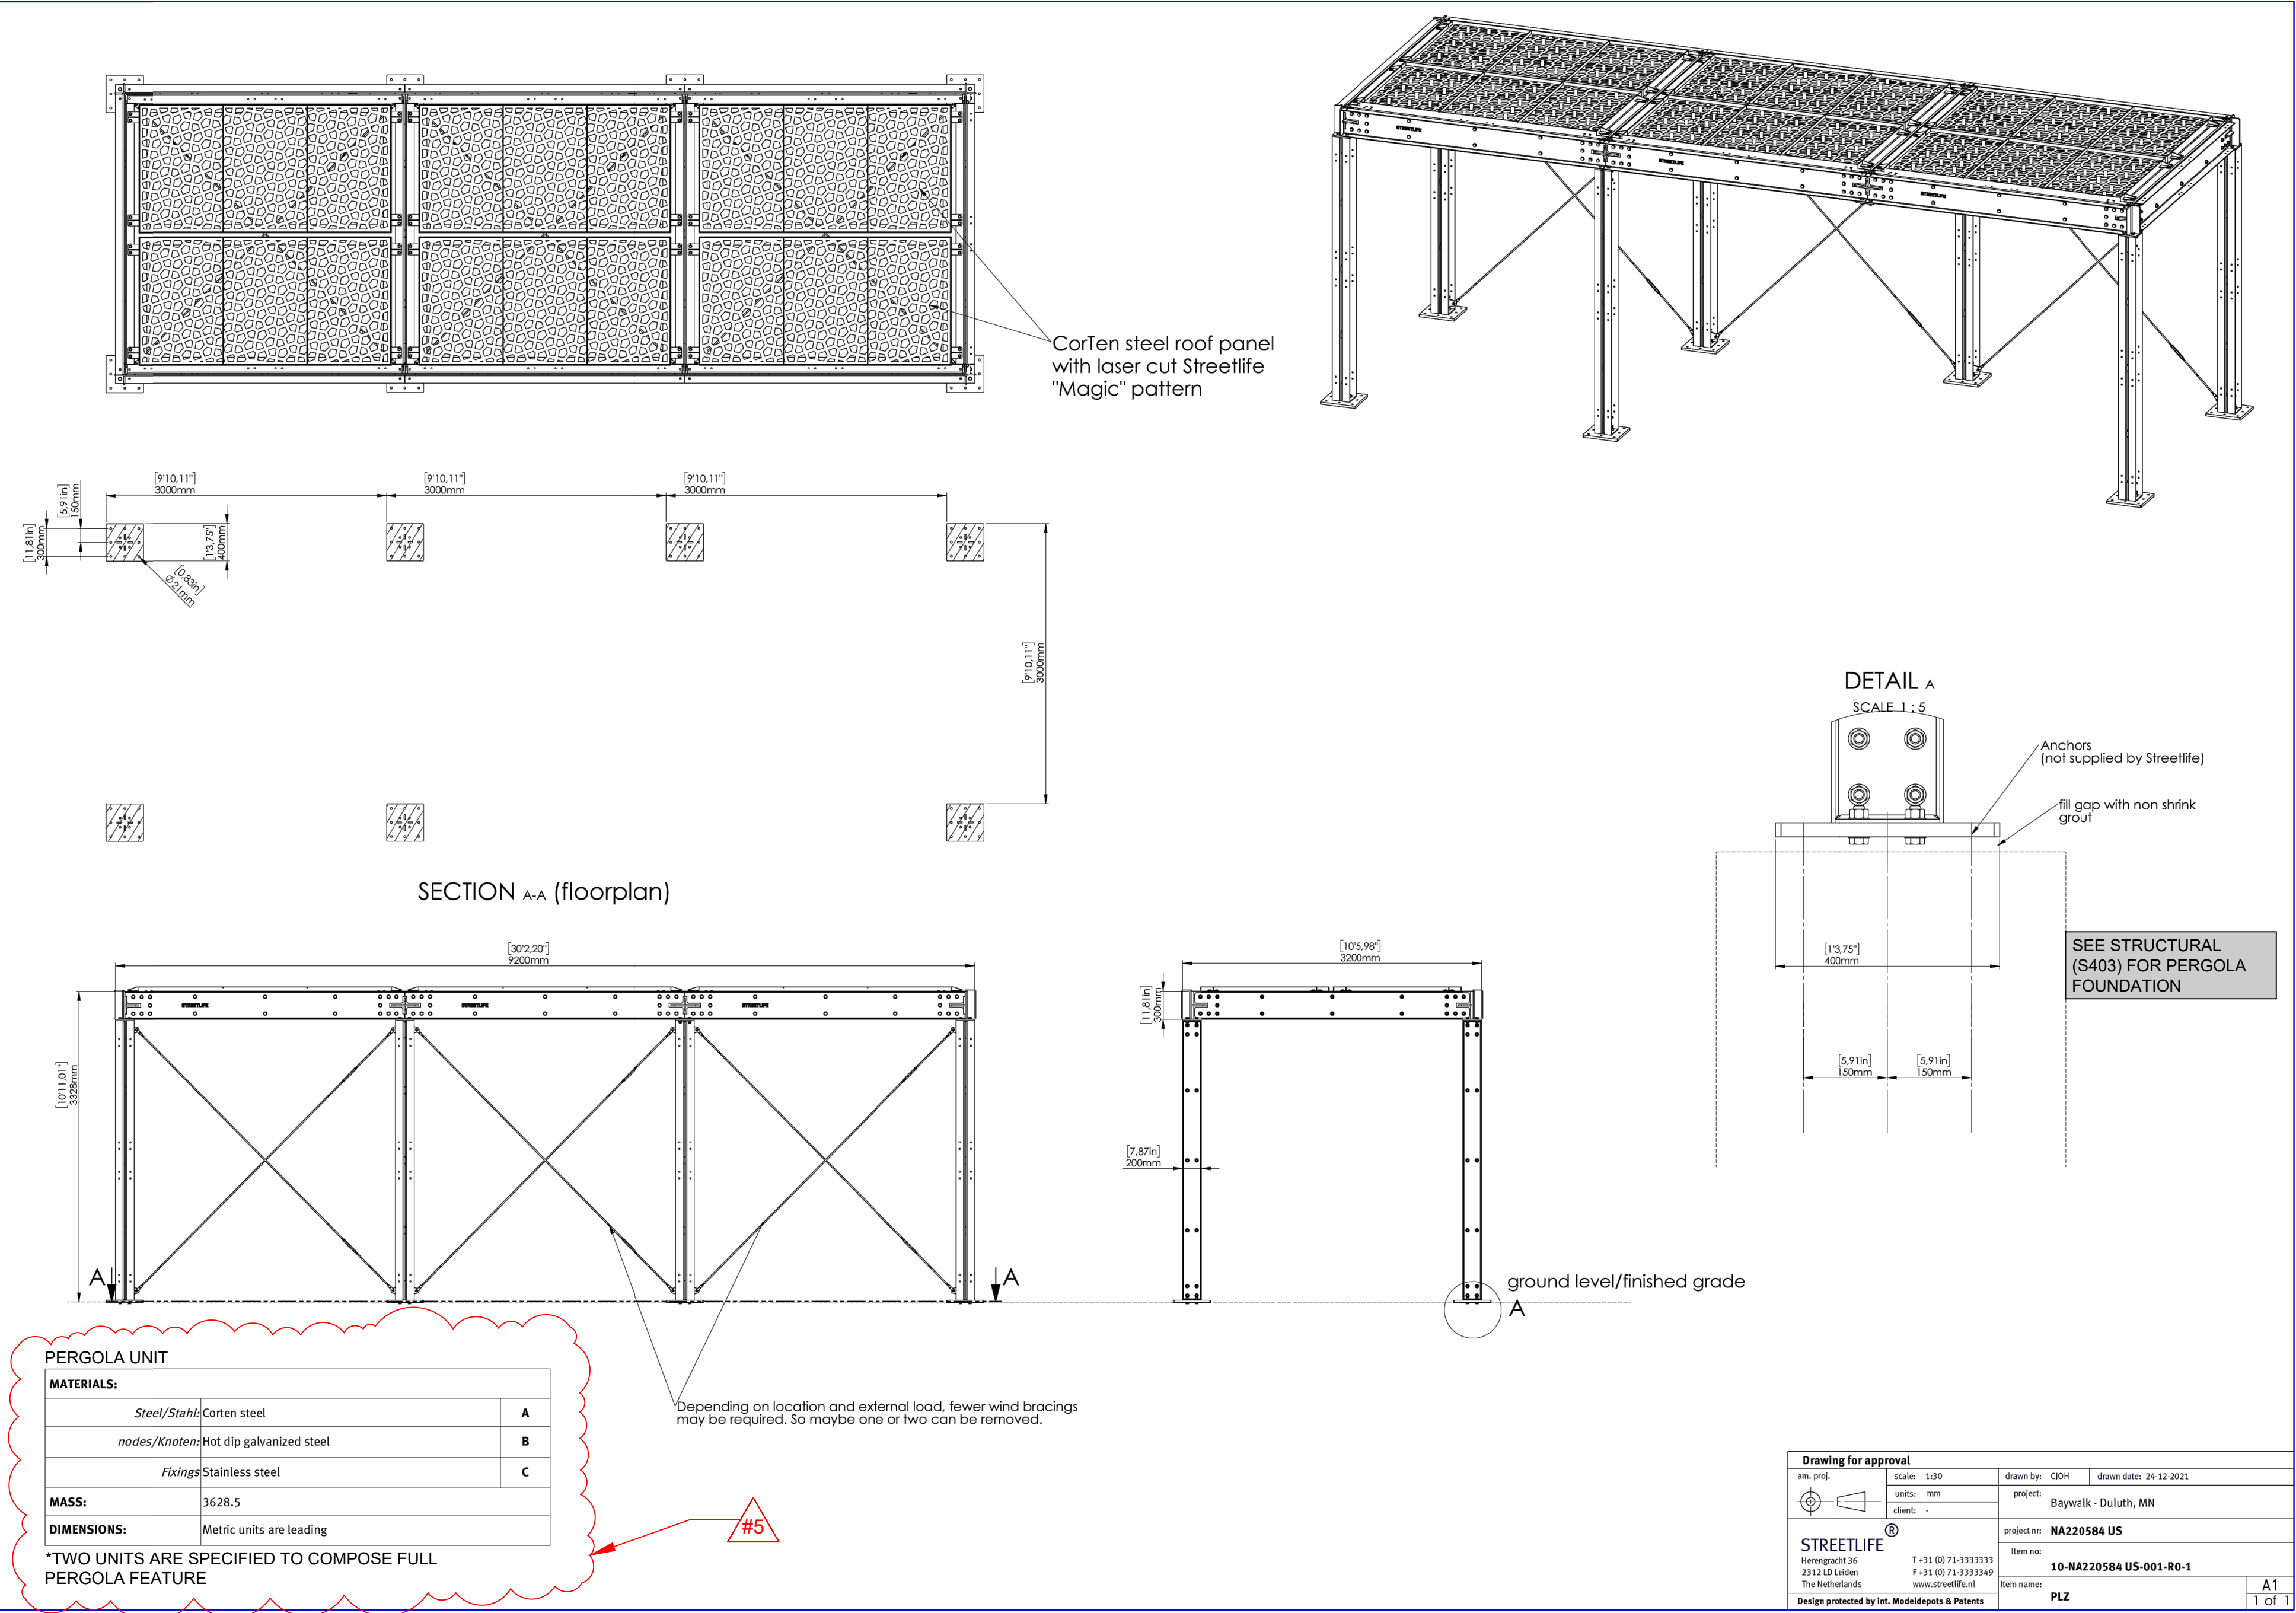 CorTen steel roof panel
with laser cut Streetlife
"Magic" pattern
STREETLIFE
STREETLIFE
STREETLIFE
[9'10,11"]
3000mm
[9'10,11"]
3000mm
[9'10,11"]
3000mm
[5,91in]
150mm
[11,81in]
300mm
[1'3,75"]
400mm
[0,83in]
Ø21mm
[9'10,11"]
3000mm
SECTION A-A (floorplan)
DETAIL A
SCALE 1 : 5
Anchors
(not supplied by Streetlife)
fill gap with non shrink
grout
[1'3,75"]
400mm
[5,91in]
150mm
[5,91in]
150mm
SEE STRUCTURAL
(S403) FOR PERGOLA
FOUNDATION
[30'2,20"]
9200mm
STREETLIFE
STREETLIFE
STREETLIFE
[10'11,01"]
3328mm
A
A
[10'5,98"]
3200mm
[11,81in]
300mm
[7,87in]
200mm
ground level/finished grade
A
Depending on location and external load, fewer wind bracings
may be required. So maybe one or two can be removed.
PERGOLA UNIT
MATERIALS:
Steel/Stahl: Corten steel A
nodes/Knoten: Hot dip galvanized steel B
Fixings Stainless steel C
MASS: 3628.5
DIMENSIONS: Metric units are leading
*TWO UNITS ARE SPECIFIED TO COMPOSE FULL
PERGOLA FEATURE
#5
Drawing for approval
am. proj. scale: 1:30 drawn by: CJOH drawn date: 24-12-2021
units: mm
client: -
project: Baywalk - Duluth, MN
STREETLIFE ®
Herengracht 36 T +31 (0) 71-3333333
2312 LD Leiden F +31 (0) 71-3333349
The Netherlands www.streetlife.nl
Design protected by int. Modeldepots & Patents
project nr: NA220584 US
Item no: 10-NA220584 US-001-R0-1
Item name: PLZ
A1
1 of 1